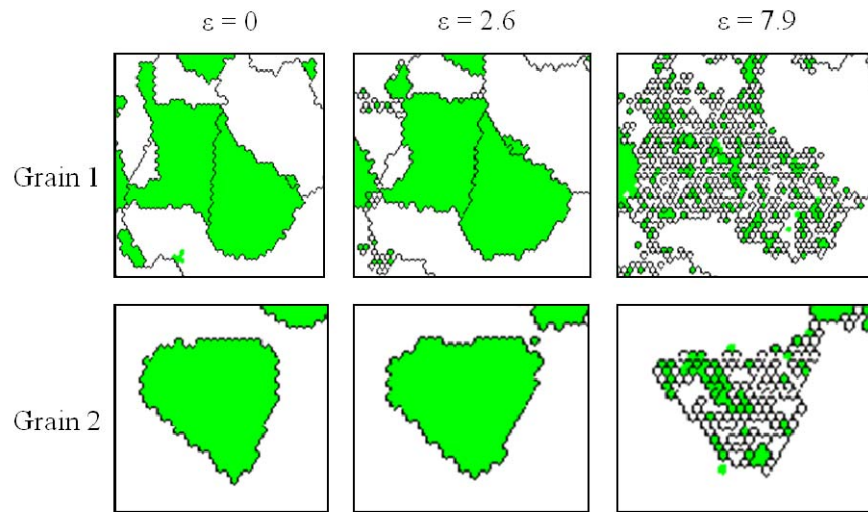 ε = 0
ε = 2.6
ε = 7.9
Grain 1
Grain 2